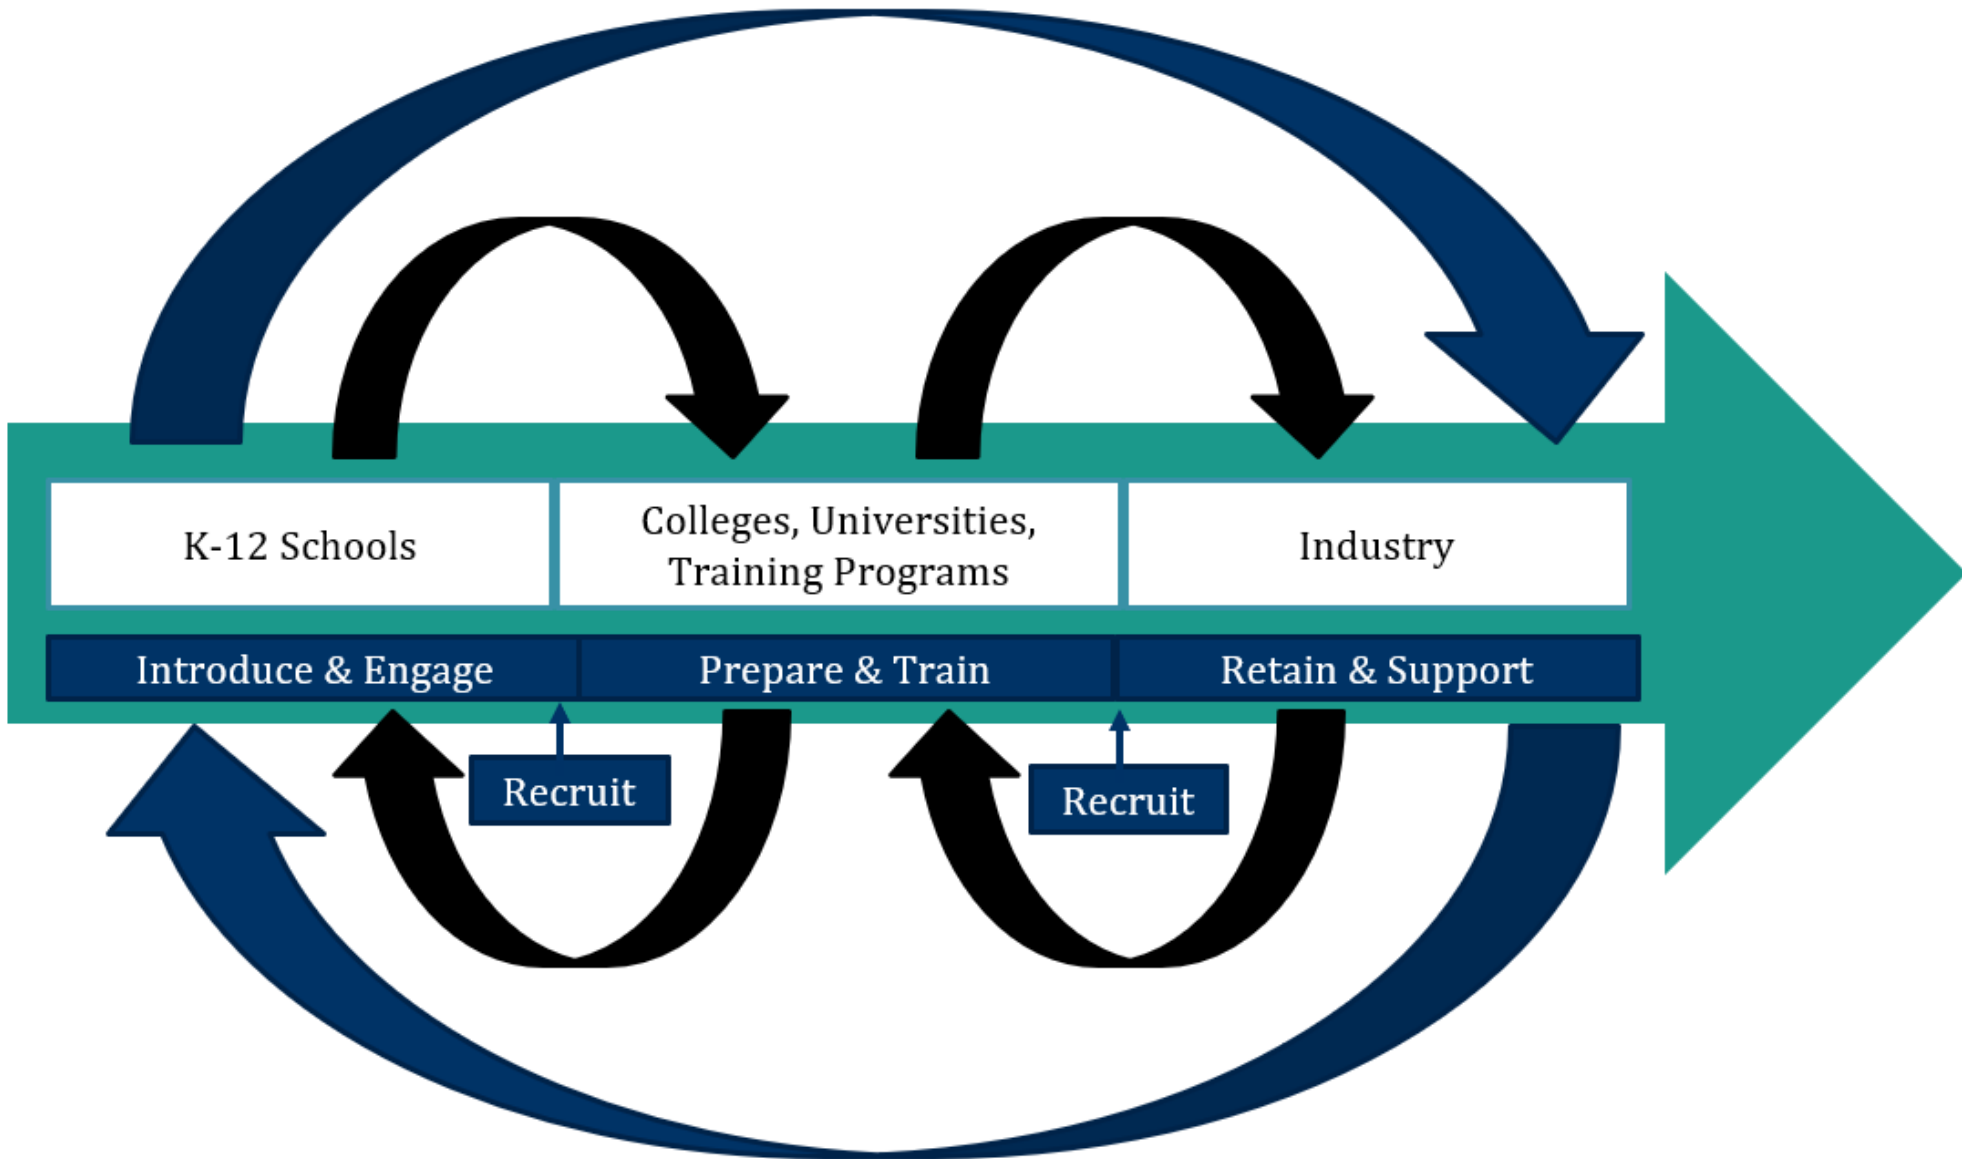 K-12 Schools
Colleges, Universities,
Training Programs
Industry
Introduce & Engage
Prepare & Train
Retain & Support
Recruit
Recruit